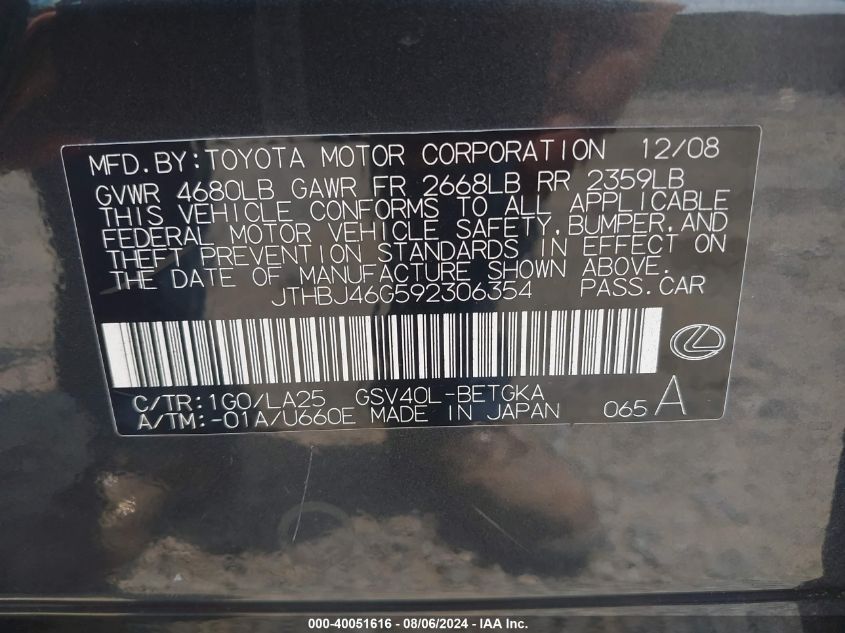 MFD.BY:TOYOTA MOTOR CORPORATION 12/08
GVWR 4680LB GAWR FR 2668LB RR 2359LB
THIS VEHICLE CONFORMS TO ALL APPLICABLE
FEDERAL MOTOR VEHICLE SAFETY,BUMPER,AND
THEFT PREVENTION STANDARDS IN EFFECT ON
THE DATE OF MANUFACTURE SHOWN ABOVE.
JTHBJ46G592306354 PASS.CAR
C/TR:1G0/LA25 GSV40L-BETGKA
A/TM:-01A/U660E MADE IN JAPAN 065 A
000-40051616 - 08/06/2024 - IAA Inc.